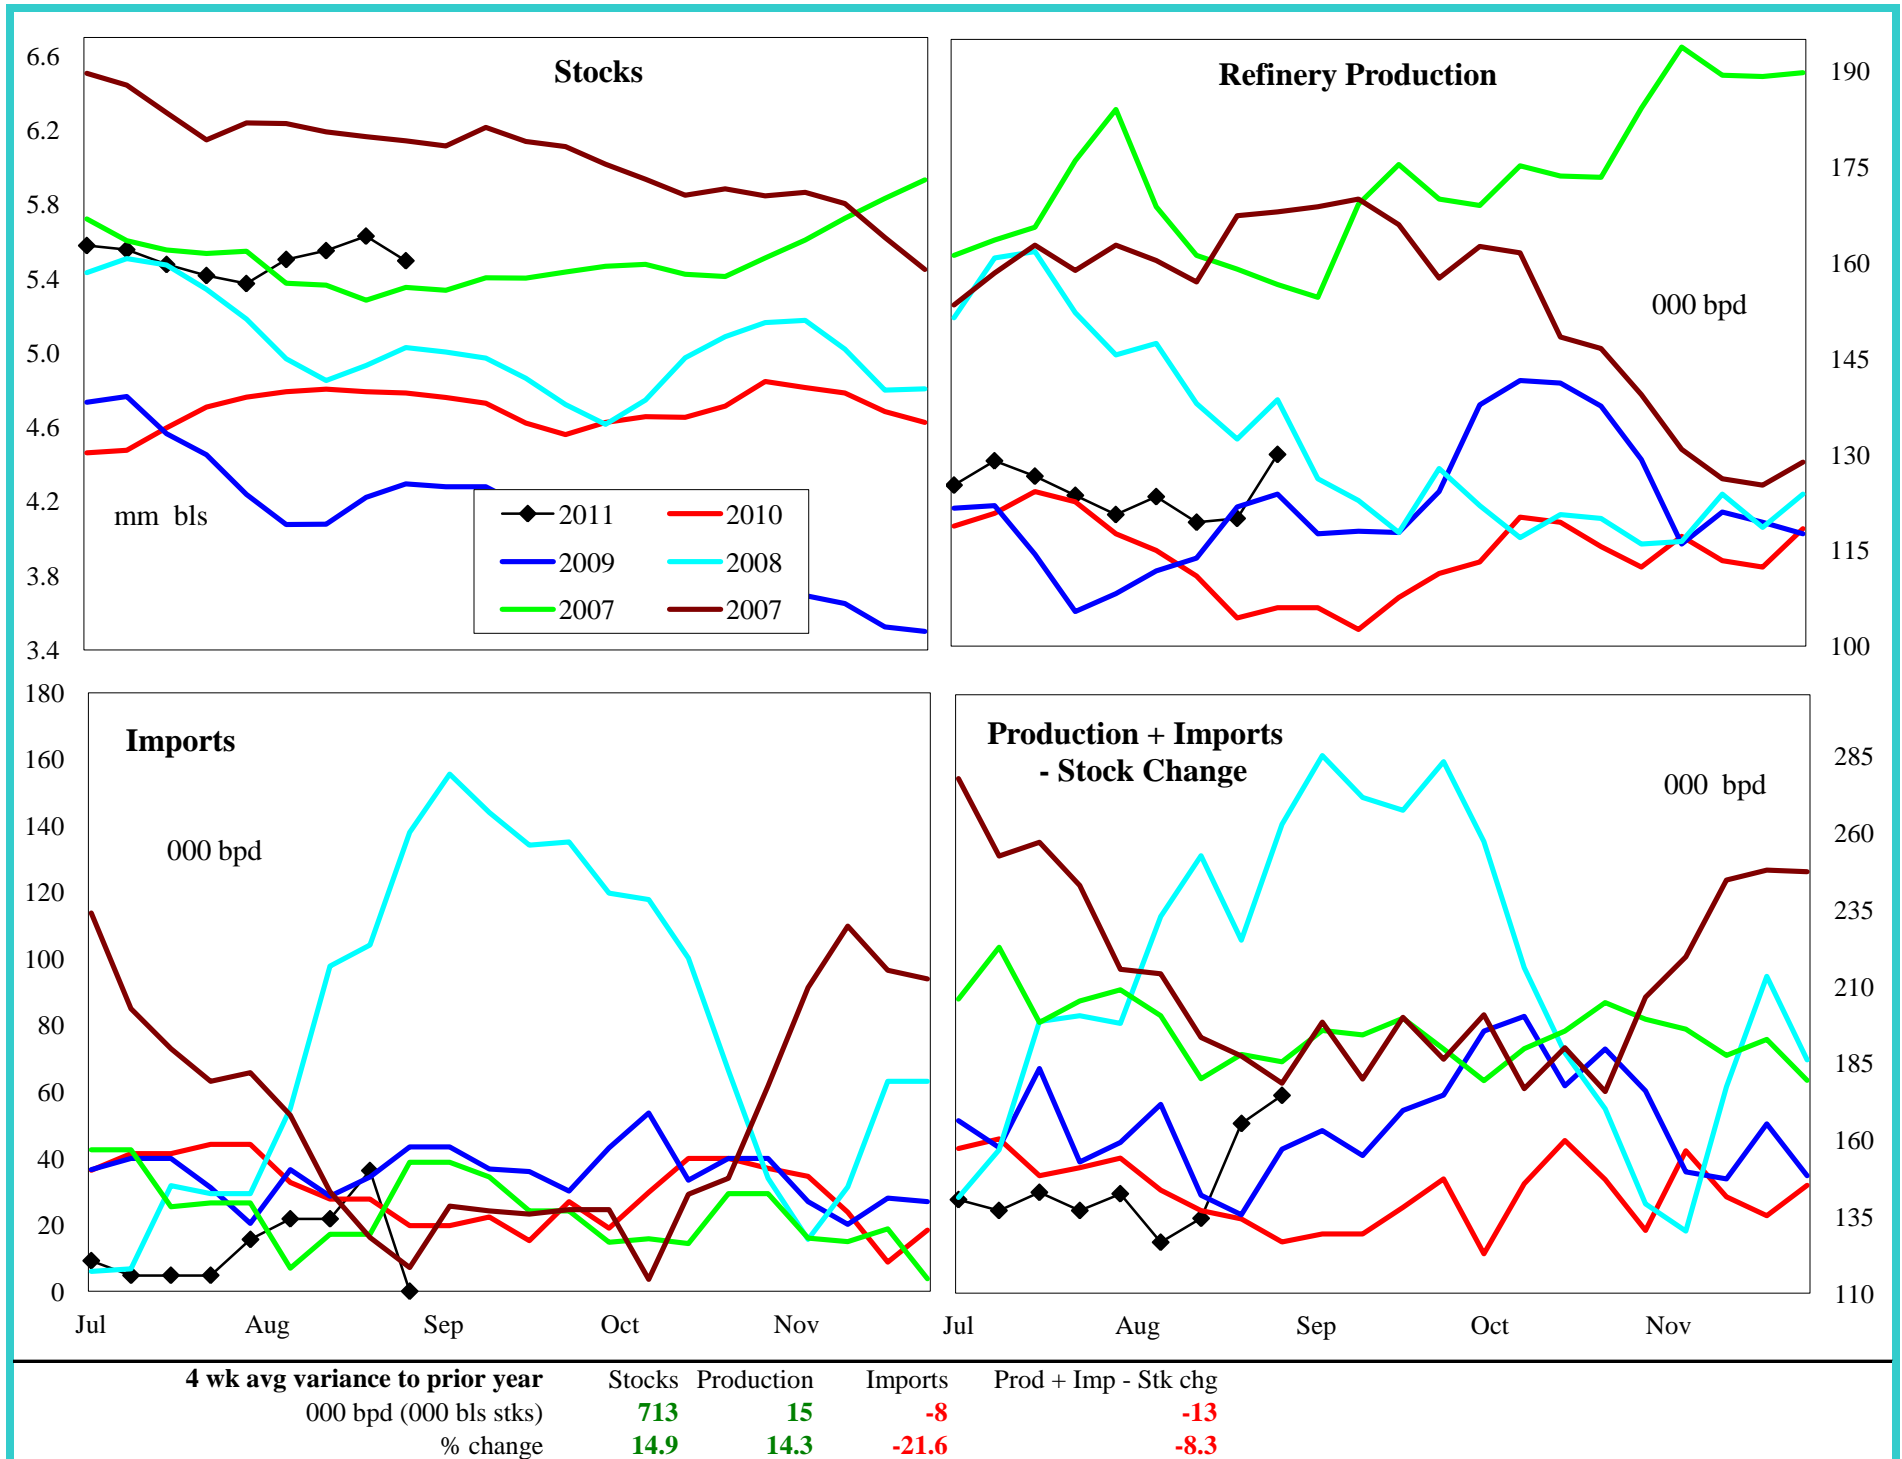 Stocks
6.6
6.2
5.8
5.4
5.0
4.6
4.2
3.8
3.4
mm bls
2011 2010
2009 2008
2007 2007
Refinery Production
000 bpd
190
175
160
145
130
115
100
Imports
000 bpd
180
160
140
120
100
80
60
40
20
0
Jul Aug Sep Oct Nov
Production + Imports
- Stock Change
000 bpd
285
260
235
210
185
160
135
110
Jul Aug Sep Oct Nov
4 wk avg variance to prior year Stocks Production Imports Prod + Imp - Stk chg
000 bpd (000 bls stks) 713 15 -8 -13
% change 14.9 14.3 -21.6 -8.3